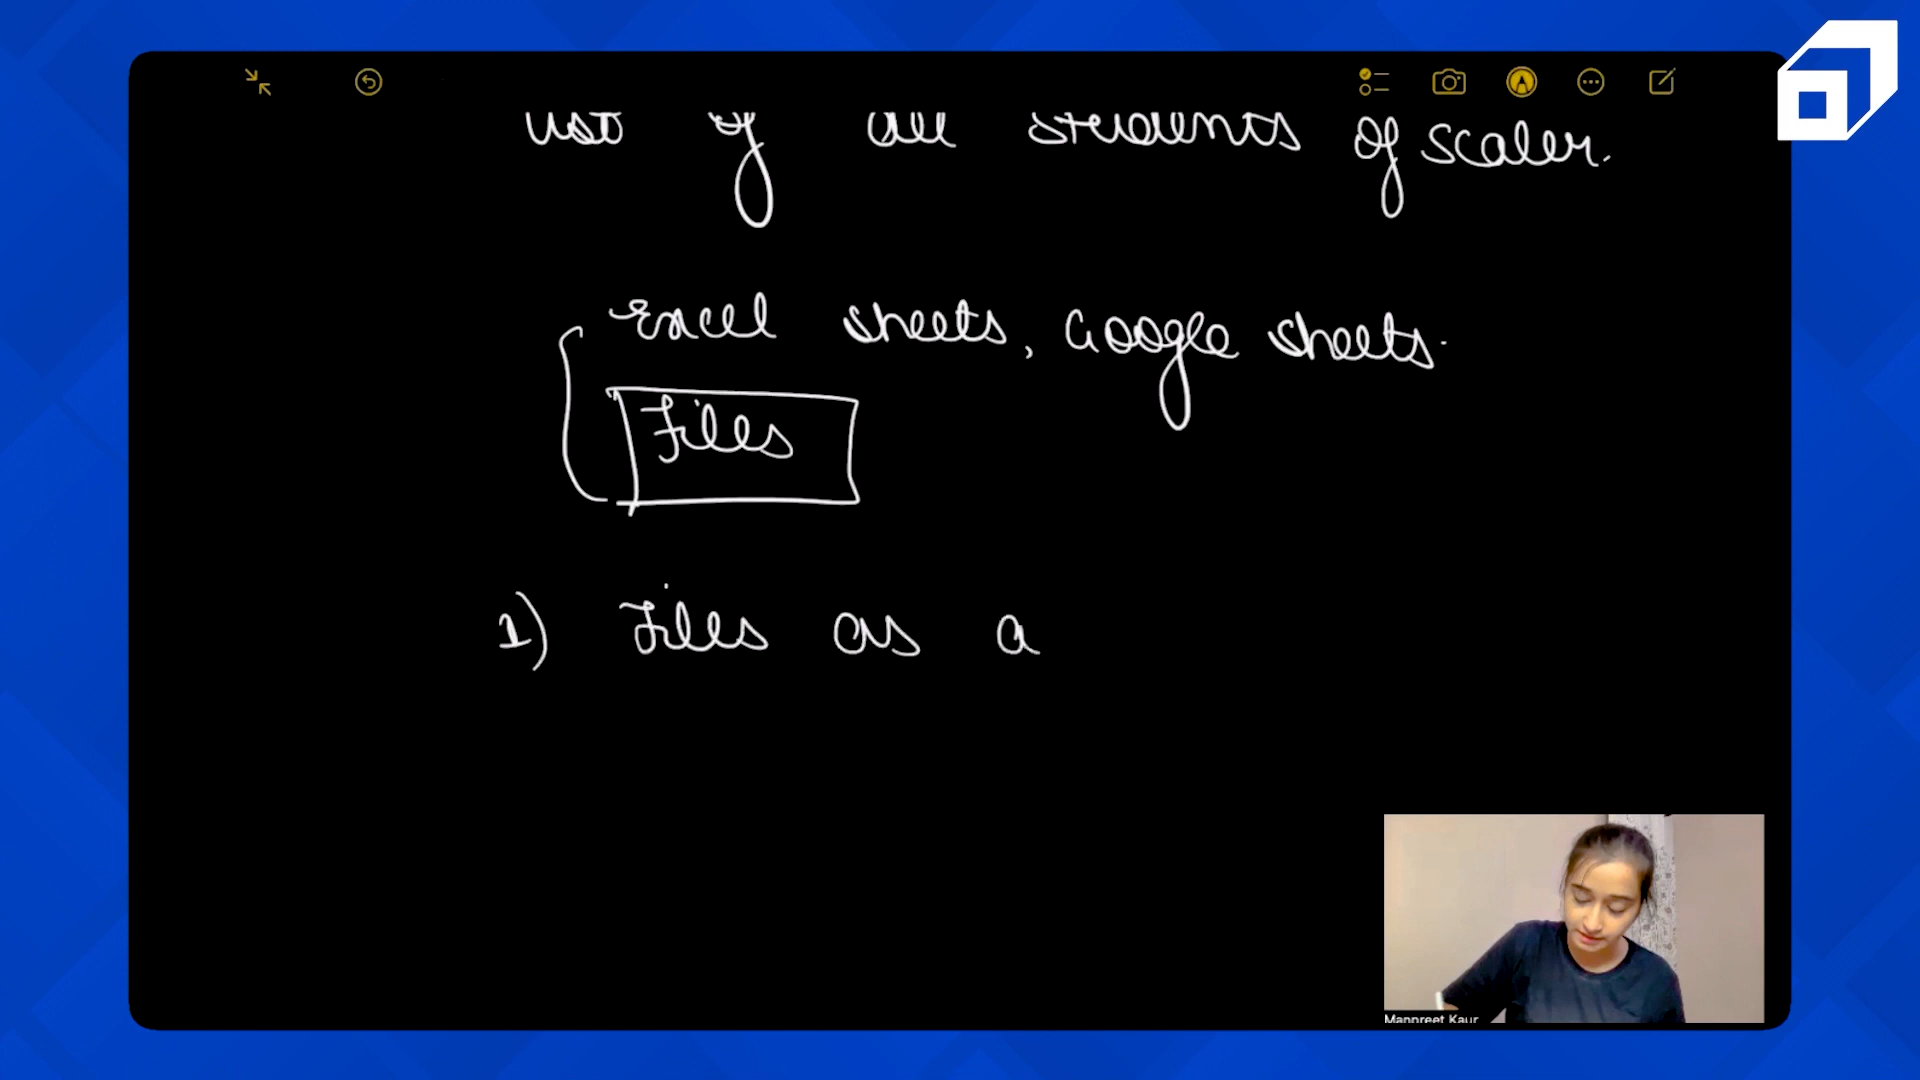 list of all students of scaler.
Excel sheets, Google sheets.
Files
1) Files as a
Manpreet Kaur